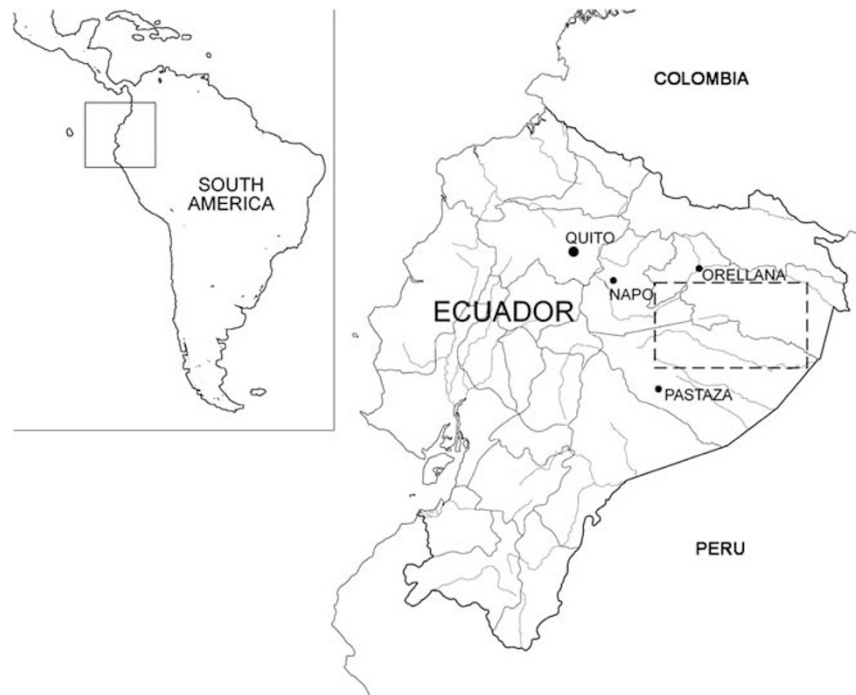 SOUTH
AMERICA
COLOMBIA
QUITO
ORELLANA
NAPO
ECUADOR
PASTAZA
PERU